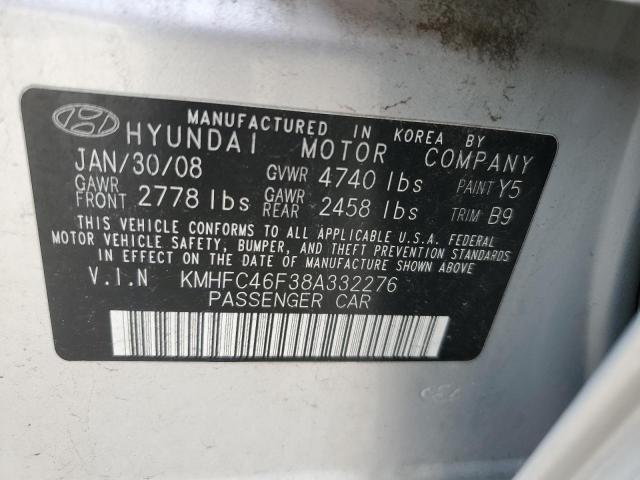 MANUFACTURED IN KOREA BY
HYUNDAI MOTOR COMPANY
JAN/30/08 GVWR 4740 lbs PAINT Y5
GAWR FRONT 2778 lbs GAWR REAR 2458 lbs TRIM B9
THIS VEHICLE CONFORMS TO ALL APPLICABLE U.S. FEDERAL
MOTOR VEHICLE SAFETY, BUMPER, AND THEFT PREVENTION STANDARDS
IN EFFECT ON THE DATE OF MANUFACTURE SHOWN ABOVE
V.I.N KMHFC46F38A332276
PASSENGER CAR